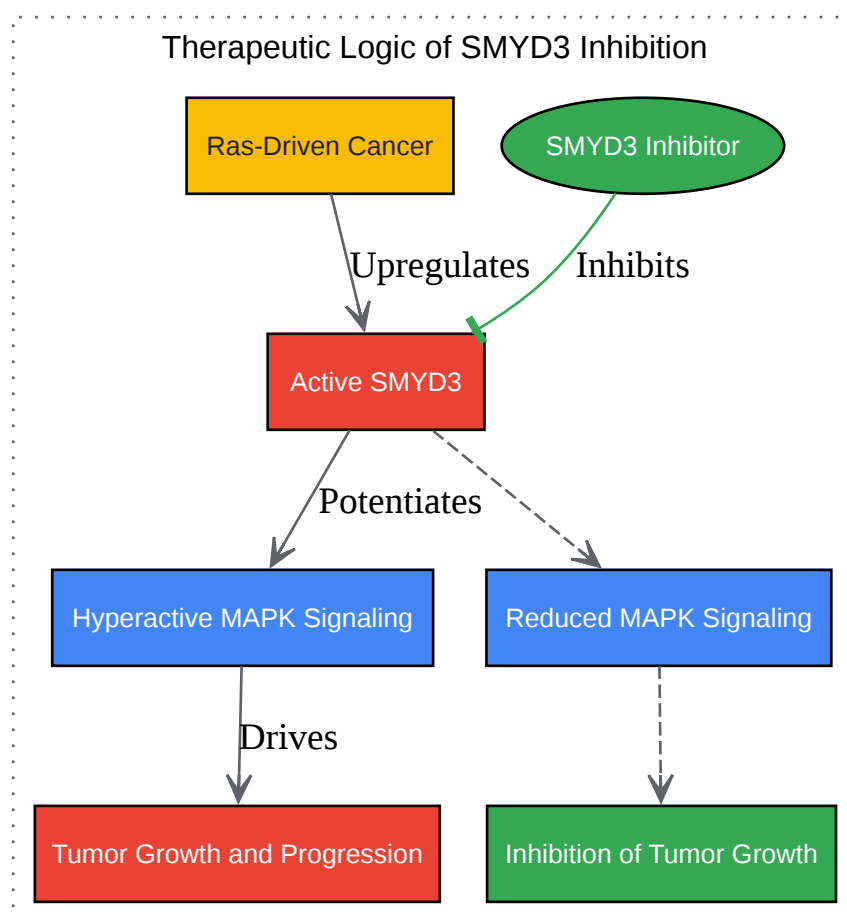 Therapeutic Logic of SMYD3 Inhibition
Ras-Driven Cancer
SMYD3 Inhibitor
Upregulates
Inhibits
Active SMYD3
Potentiates
Hyperactive MAPK Signaling
Reduced MAPK Signaling
Drives
Tumor Growth and Progression
Inhibition of Tumor Growth